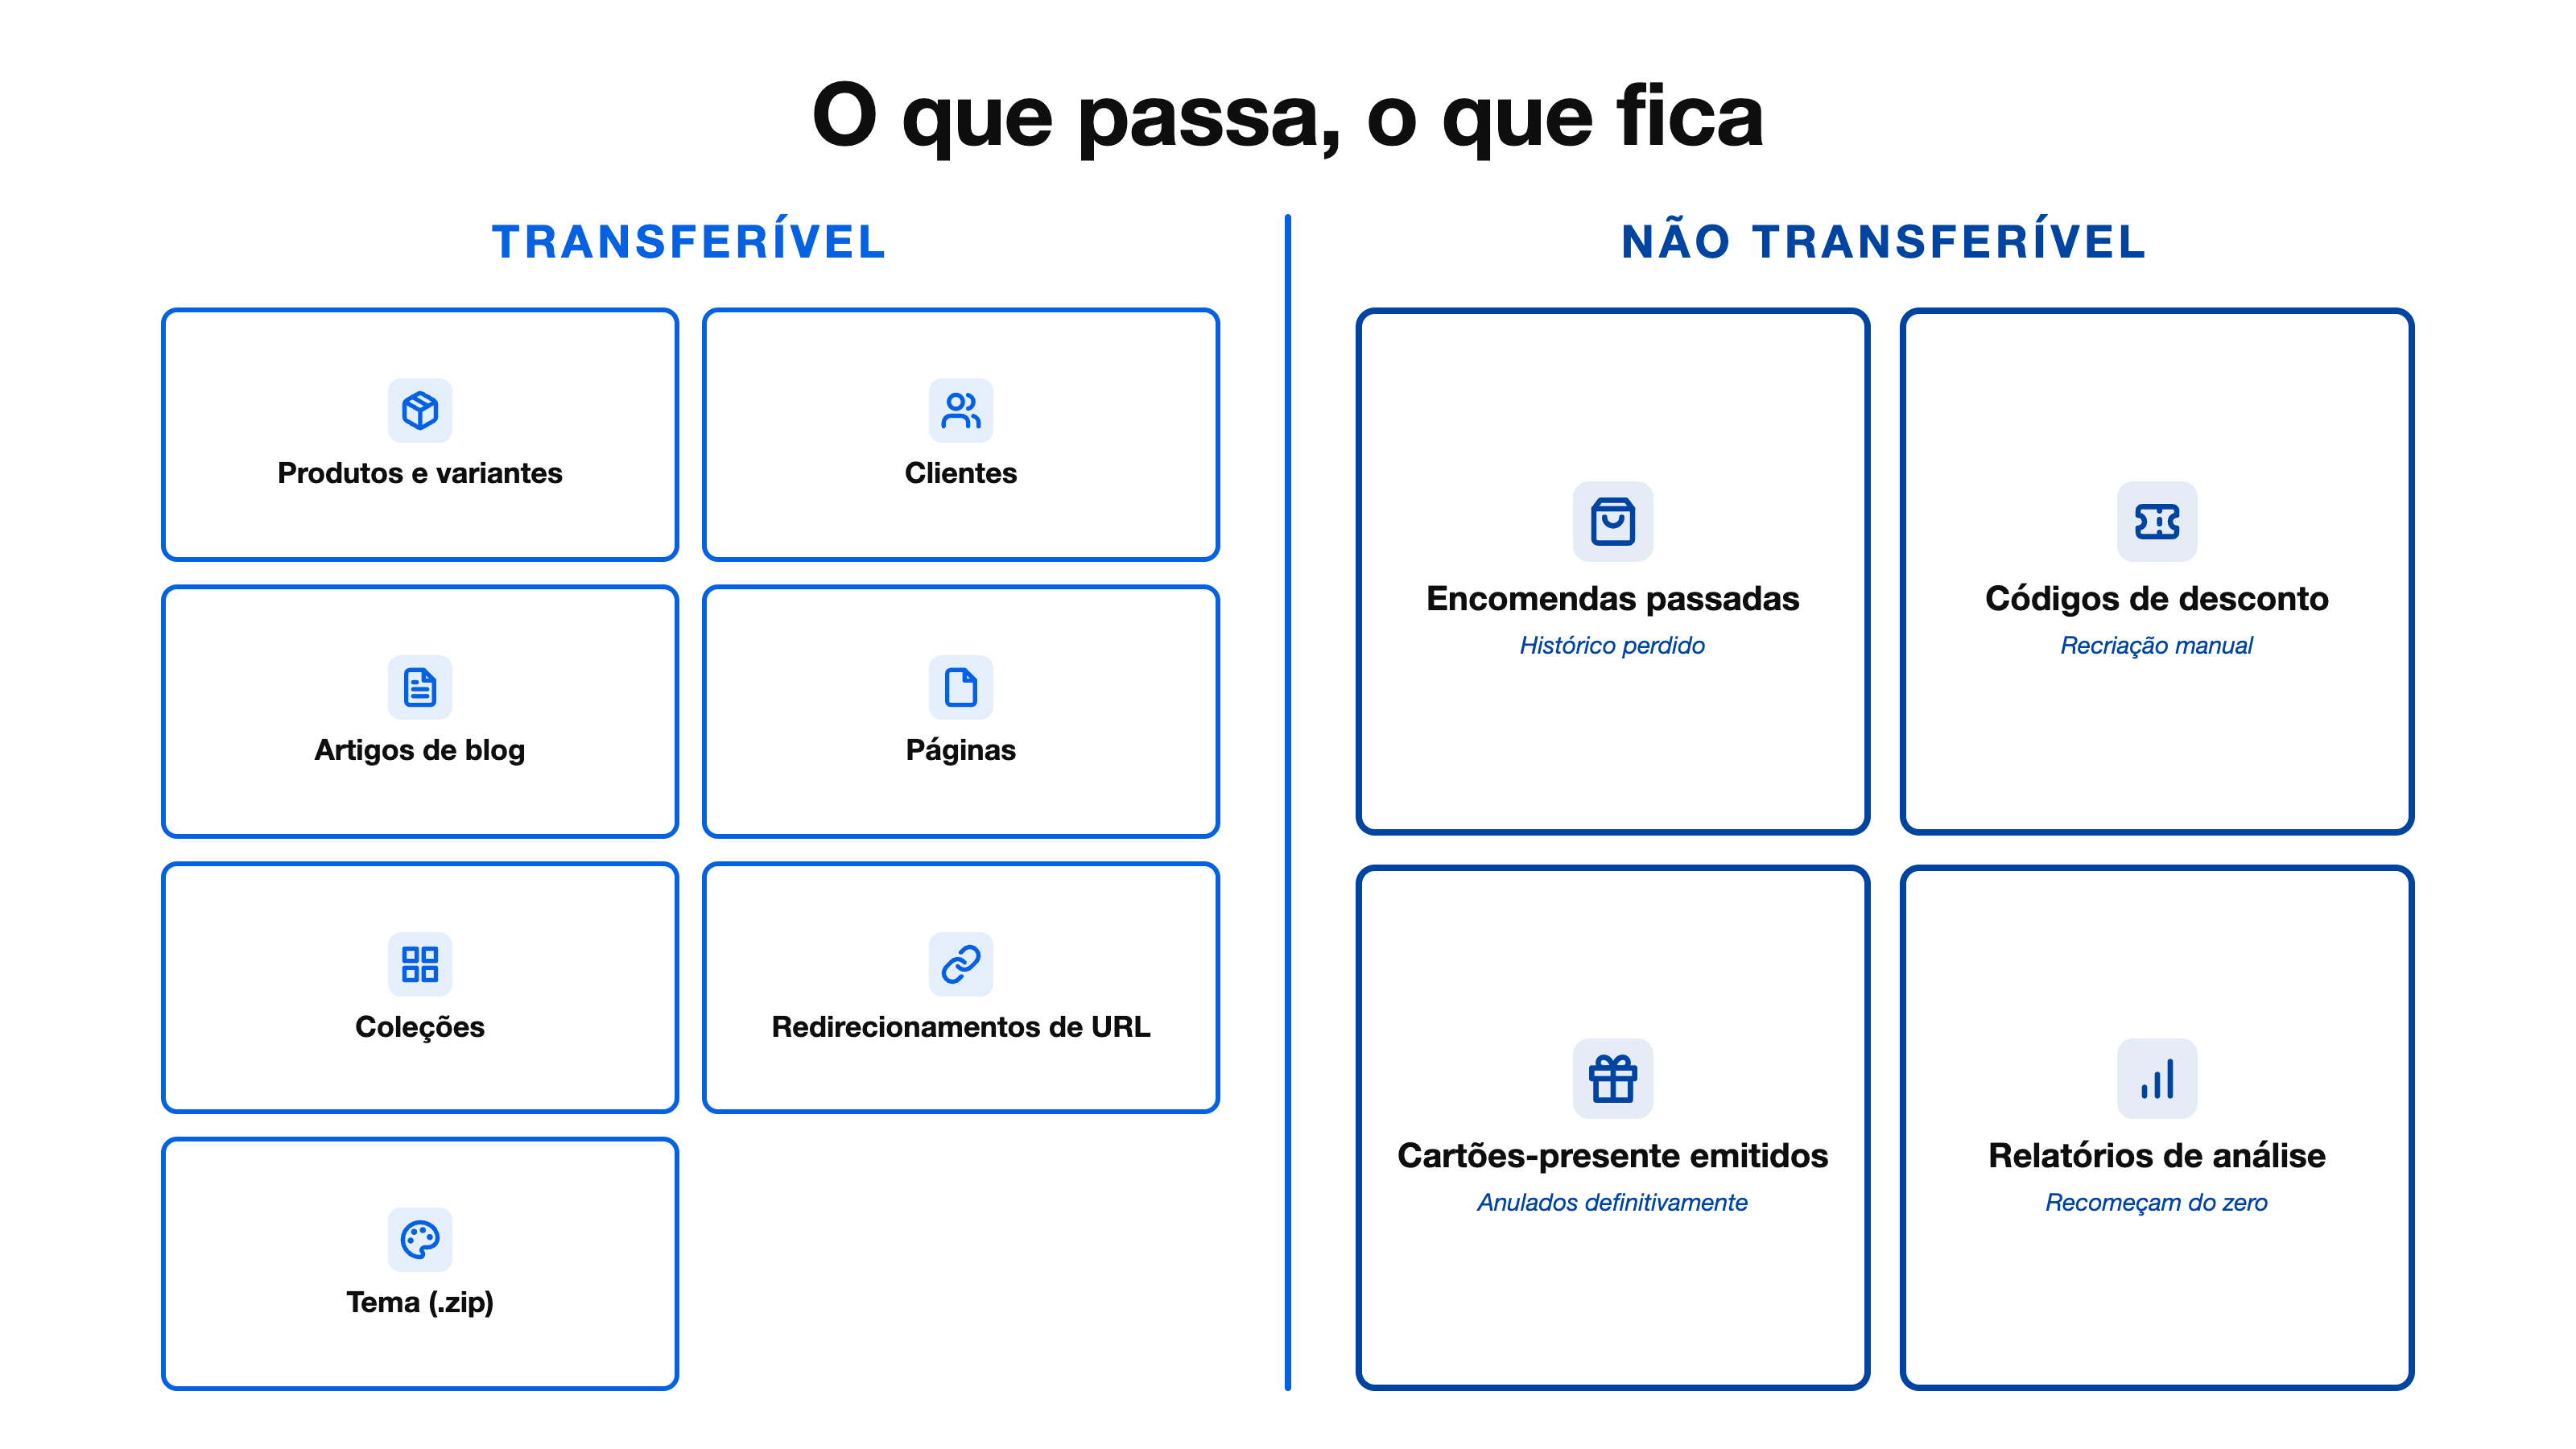 O que passa, o que fica
TRANSFERÍVEL
Produtos e variantes
Clientes
Artigos de blog
Páginas
Coleções
Redirecionamentos de URL
Tema (.zip)
NÃO TRANSFERÍVEL
Encomendas passadas
Histórico perdido
Códigos de desconto
Recriação manual
Cartões-presente emitidos
Anulados definitivamente
Relatórios de análise
Recomeçam do zero